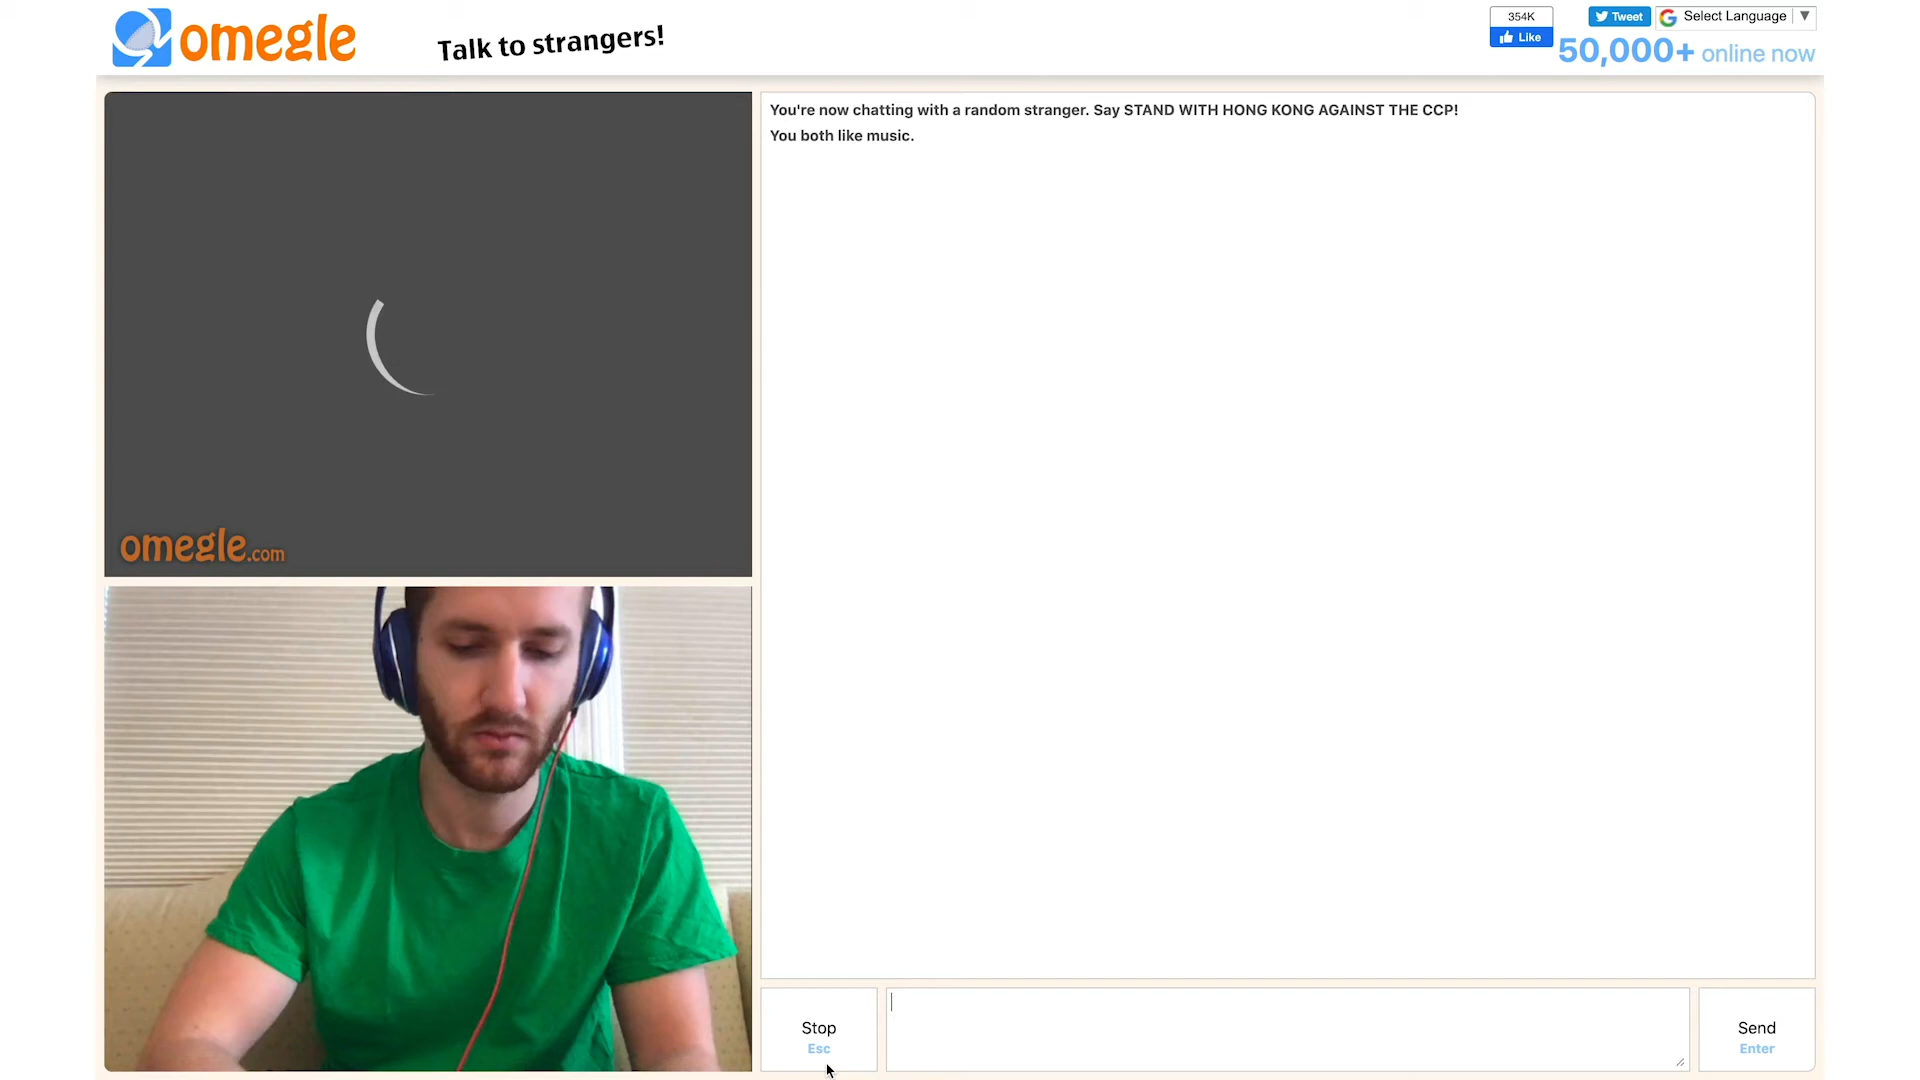 omegle
Talk to strangers!
354K
Like
Tweet
Select Language ▼
50,000+ online now
You're now chatting with a random stranger. Say STAND WITH HONG KONG AGAINST THE CCP!
You both like music.
omegle.com
Stop
Esc
Send
Enter